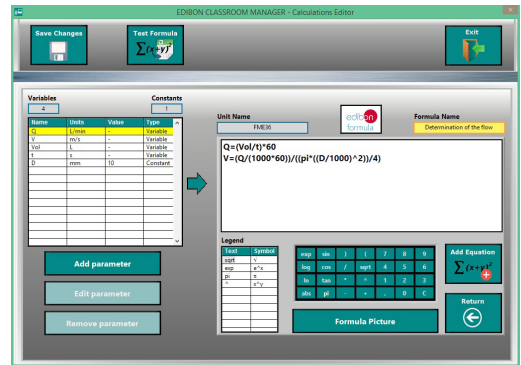 EDIBON CLASSROOM MANAGER - Calculations Editor
Save Changes
Test Formula
∑(x+y)²
Exit
Variables
Constants
4
1
Name Units Value Type
Q L/min - Variable
V m/s - Variable
Vol L - Variable
t s - Variable
D mm 10 Constant
Add parameter
Edit parameter
Remove parameter
Unit Name
FME36
edibon
formula
Formula Name
Determination of the flow
Q=(Vol/t)*60
V=(Q/(1000*60))/((pi*((D/1000)^2))/4)
Legend
Text Symbol
sqrt √
exp e^x
pi π
^ x^y
exp sin ) ( 7 8 9
log cos / sqrt 4 5 6
ln tan * ^ 1 2 3
abs pi - + . 0 C
Formula Picture
Add Equation
∑(x+y)²
Return